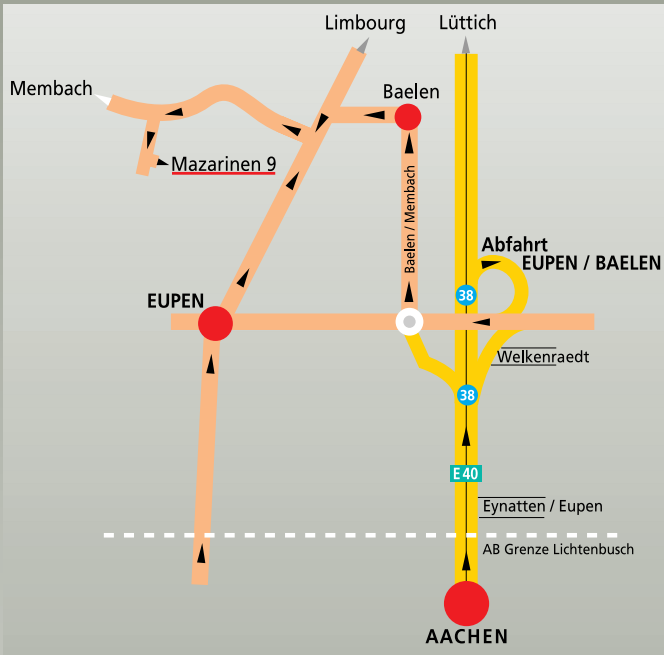 Limbourg
Lüttich
Membach
Baelen
Mazarinen 9
Baelen / Membach
Abfahrt
EUPEN / BAELEN
38
EUPEN
Welkenraedt
38
E 40
Eynatten / Eupen
AB Grenze Lichtenbusch
AACHEN